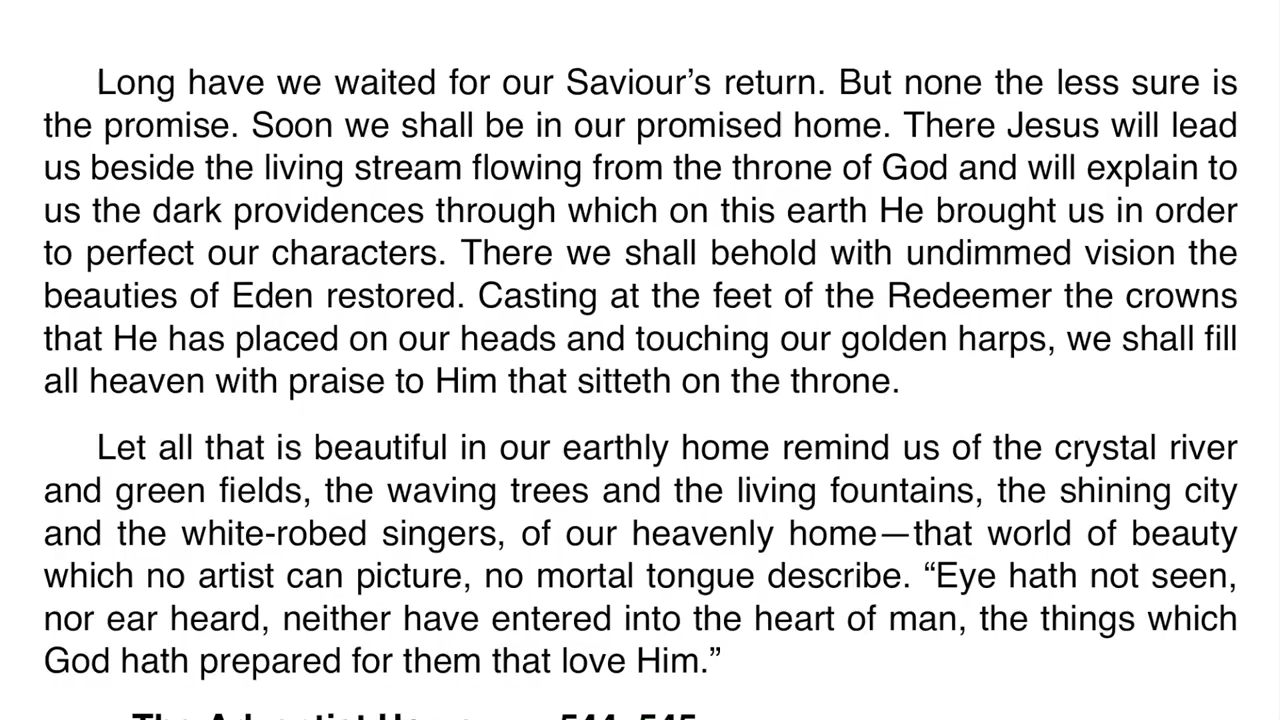 Long have we waited for our Saviour’s return. But none the less sure is
the promise. Soon we shall be in our promised home. There Jesus will lead
us beside the living stream flowing from the throne of God and will explain to
us the dark providences through which on this earth He brought us in order
to perfect our characters. There we shall behold with undimmed vision the
beauties of Eden restored. Casting at the feet of the Redeemer the crowns
that He has placed on our heads and touching our golden harps, we shall fill
all heaven with praise to Him that sitteth on the throne.
Let all that is beautiful in our earthly home remind us of the crystal river
and green fields, the waving trees and the living fountains, the shining city
and the white-robed singers, of our heavenly home—that world of beauty
which no artist can picture, no mortal tongue describe. “Eye hath not seen,
nor ear heard, neither have entered into the heart of man, the things which
God hath prepared for them that love Him.”
The Adventist